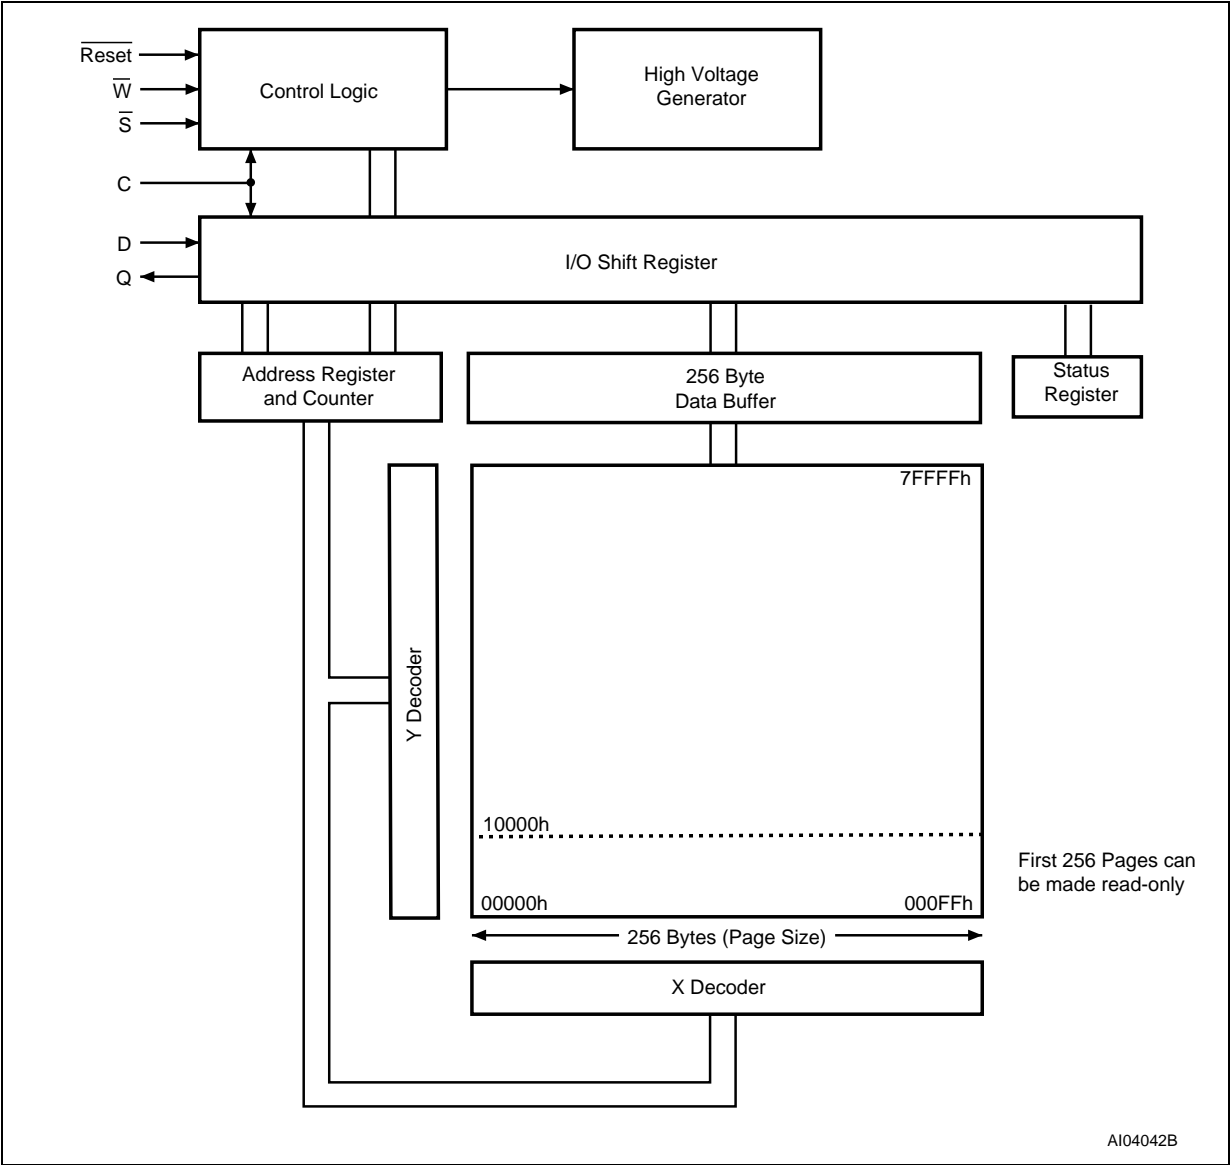 Reset
W
S
C
D
Q
Control Logic
High Voltage
Generator
I/O Shift Register
Address Register
and Counter
256 Byte
Data Buffer
Status
Register
7FFFFh
Y Decoder
10000h
First 256 Pages can
be made read-only
00000h
000FFh
256 Bytes (Page Size)
X Decoder
AI04042B